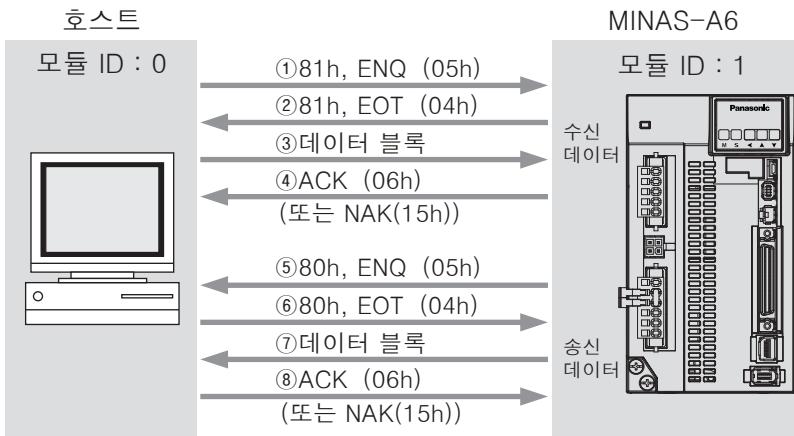 호스트
MINAS-A6
모듈 ID : 0
모듈 ID : 1
①81h, ENQ (05h)
②81h, EOT (04h)
③데이터 블록
④ACK (06h)
(또는 NAK(15h))
수신
데이터
Panasonic
M S ◀ ▲ ▼
⑤80h, ENQ (05h)
⑥80h, EOT (04h)
⑦데이터 블록
⑧ACK (06h)
(또는 NAK(15h))
송신
데이터